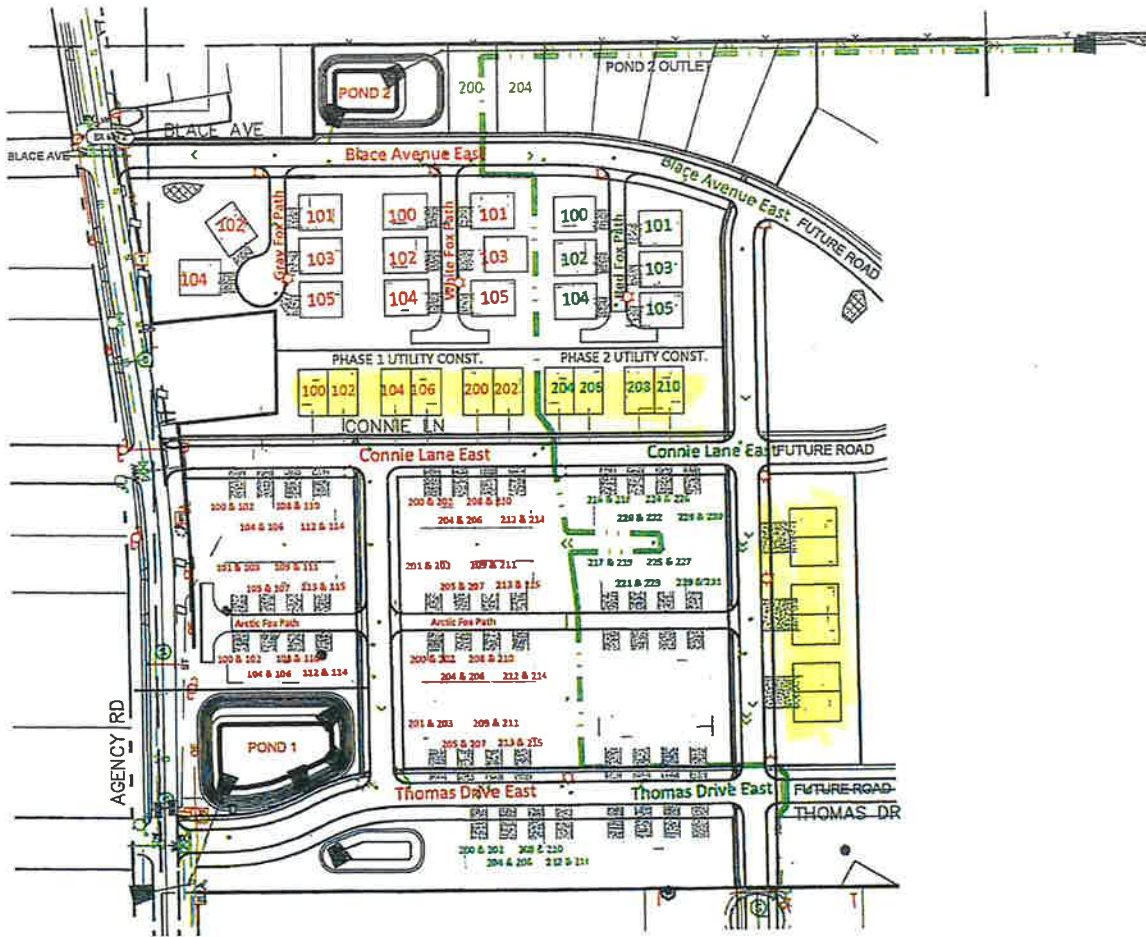 POND 2 OUTLET
POND 2
200
204
BLACE AVE
BLACE AVE
Blace Avenue East
Blace Avenue East
FUTURE ROAD
101
100
101
100
101
102
103
102
103
102
103
104
105
104
105
104
105
Gray Fox Path
White Fox Path
Red Fox Path
PHASE 1 UTILITY CONST.
PHASE 2 UTILITY CONST.
100 102
104 106
200 202
204 206
208 210
CONNIE LN
Connie Lane East
Connie Lane East
FUTURE ROAD
100 & 102 108 & 110
104 & 106 112 & 114
200 & 202 208 & 210
204 & 206 212 & 214
216 & 218 224 & 226
220 & 222 228 & 230
101 & 103 109 & 111
105 & 107 113 & 115
201 & 203 209 & 211
205 & 207 213 & 215
217 & 219 225 & 227
221 & 223 229 & 231
Arctic Fox Path
Arctic Fox Path
100 & 102 108 & 110
104 & 106 112 & 114
200 & 202 208 & 210
204 & 206 212 & 214
201 & 203 209 & 211
205 & 207 213 & 215
AGENCY RD
POND 1
Thomas Drive East
Thomas Drive East
FUTURE ROAD
THOMAS DR
200 & 202 208 & 210
204 & 206 212 & 214